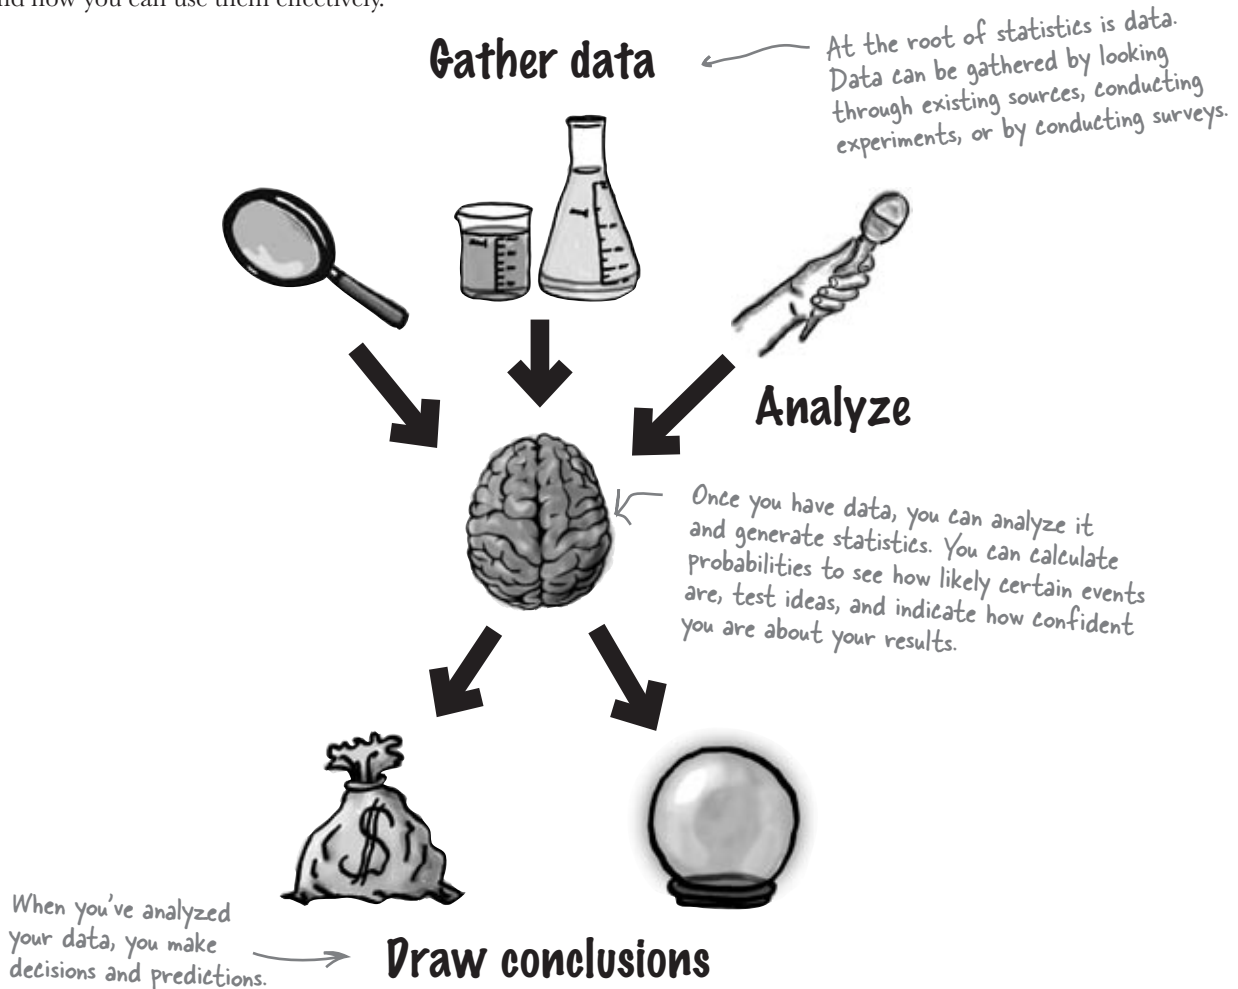 and how you can use them effectively.
Gather data
At the root of statistics is data.
Data can be gathered by looking
through existing sources, conducting
experiments, or by conducting surveys.
Analyze
Once you have data, you can analyze it
and generate statistics. You can calculate
probabilities to see how likely certain events
are, test ideas, and indicate how confident
you are about your results.
$
When you've analyzed
your data, you make
decisions and predictions.
Draw conclusions